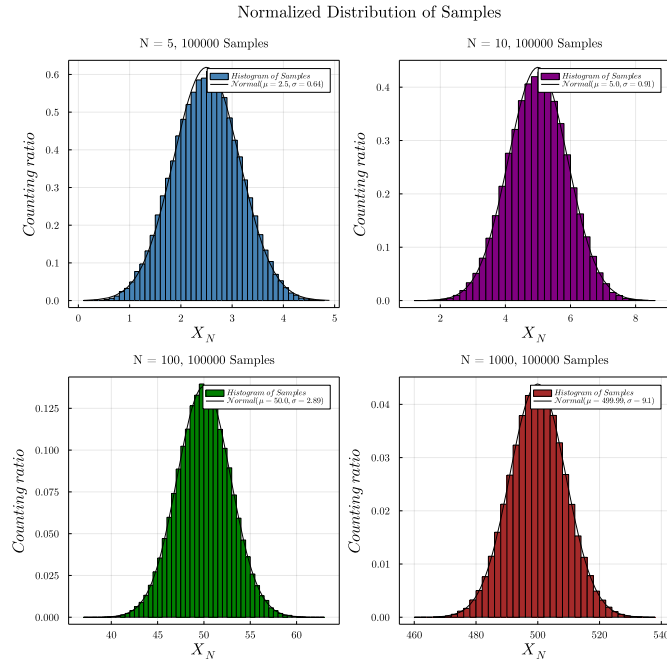 Normalized Distribution of Samples
N = 5, 100000 Samples
Counting ratio
0.6
0.5
0.4
0.3
0.2
0.1
0.0
Histogram of Samples
Normal(μ = 2.5, σ = 0.64)
0 1 2 3 4 5
X_N
N = 10, 100000 Samples
Counting ratio
0.4
0.3
0.2
0.1
0.0
Histogram of Samples
Normal(μ = 5.0, σ = 0.91)
2 4 6 8
X_N
N = 100, 100000 Samples
Counting ratio
0.125
0.100
0.075
0.050
0.025
0.000
Histogram of Samples
Normal(μ = 50.0, σ = 2.89)
40 45 50 55 60
X_N
N = 1000, 100000 Samples
Counting ratio
0.04
0.03
0.02
0.01
0.00
Histogram of Samples
Normal(μ = 499.99, σ = 9.1)
460 480 500 520 540
X_N